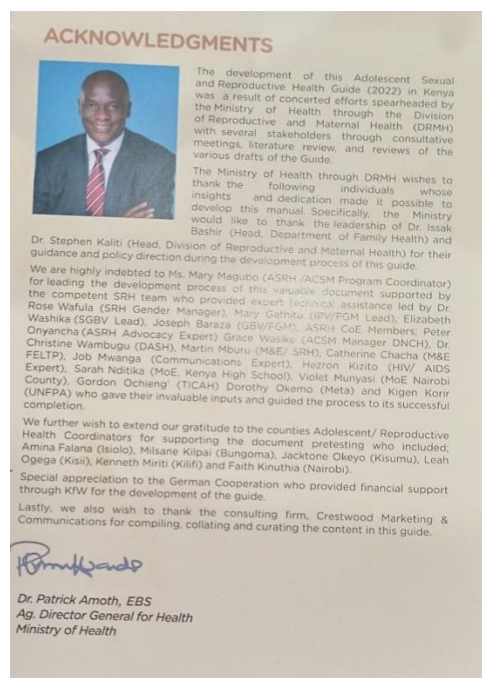 ACKNOWLEDGMENTS
The development of this Adolescent Sexual
and Reproductive Health Guide (2022) in Kenya
was a result of concerted efforts spearheaded by
the Ministry of Health through the Division
of Reproductive and Maternal Health (DRMH)
with several stakeholders through consultative
meetings, literature review, and reviews of the
various drafts of the Guide.
The Ministry of Health through DRMH wishes to
thank the following individuals whose
insights and dedication made it possible to
develop this manual. Specifically, the Ministry
would like to thank the leadership of Dr. Issak
Bashir (Head, Department of Family Health) and
Dr. Stephen Kaliti (Head, Division of Reproductive and Maternal Health) for their
guidance and policy direction during the development process of this guide.
We are highly indebted to Ms. Mary Magubo (ASRH /ACSM Program Coordinator)
for leading the development process of this valuable document supported by
the competent SRH team who provided expert technical assistance led by Dr.
Rose Wafula (SRH Gender Manager), Mary Gathitu (IPV/FGM Lead), Elizabeth
Washika (SGBV Lead), Joseph Baraza (GBV/FGM), ASRH CoE Members; Peter
Onyancha (ASRH Advocacy Expert) Grace Wasike (ACSM Manager DNCH), Dr.
Christine Wambugu (DASH), Martin Mburu (M&E/ SRH), Catherine Chacha (M&E
FELTP), Job Mwanga (Communications Expert), Hezron Kizito (HIV/ AIDS
Expert), Sarah Nditika (MoE, Kenya High School), Violet Munyasi (MoE Nairobi
County), Gordon Ochieng' (TICAH) Dorothy Okemo (Meta) and Kigen Korir
(UNFPA) who gave their invaluable inputs and guided the process to its successful
completion.
We further wish to extend our gratitude to the counties Adolescent/ Reproductive
Health Coordinators for supporting the document pretesting who included;
Amina Falana (Isiolo), Milsane Kilpai (Bungoma), Jacktone Okeyo (Kisumu), Leah
Ogega (Kisii), Kenneth Miriti (Kilifi) and Faith Kinuthia (Nairobi).
Special appreciation to the German Cooperation who provided financial support
through KfW for the development of the guide.
Lastly, we also wish to thank the consulting firm, Crestwood Marketing &
Communications for compiling, collating and curating the content in this guide.
Dr. Patrick Amoth, EBS
Ag. Director General for Health
Ministry of Health